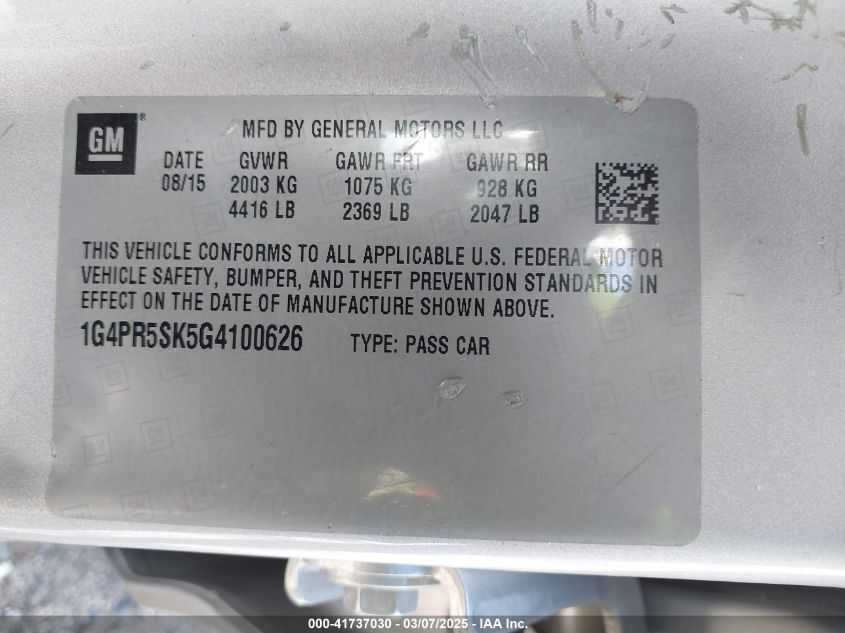 GM
MFD BY GENERAL MOTORS LLC
DATE GVWR GAWR FRT GAWR RR
08/15 2003 KG 1075 KG 928 KG
4416 LB 2369 LB 2047 LB
THIS VEHICLE CONFORMS TO ALL APPLICABLE U.S. FEDERAL MOTOR
VEHICLE SAFETY, BUMPER, AND THEFT PREVENTION STANDARDS IN
EFFECT ON THE DATE OF MANUFACTURE SHOWN ABOVE.
1G4PR5SK5G4100626 TYPE: PASS CAR
000-41737030 - 03/07/2025 - IAA Inc.